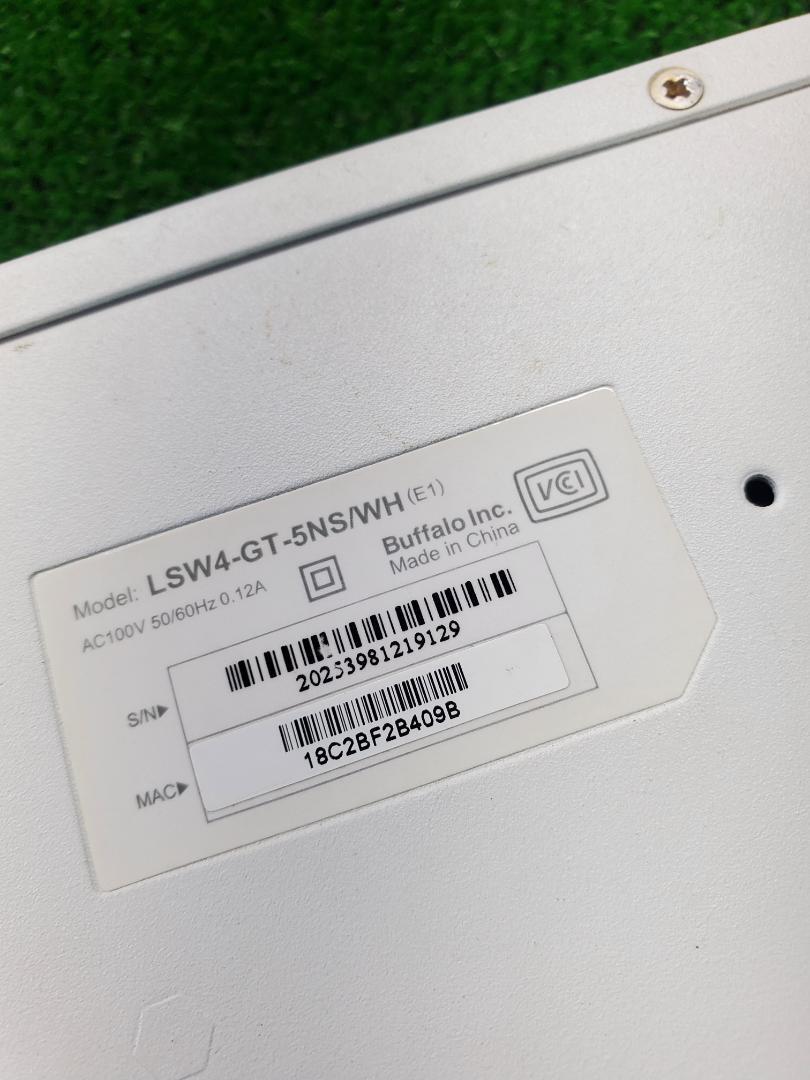 Model: LSW4-GT-5NS/WH (E1)
AC100V 50/60Hz 0.12A
Buffalo Inc.
Made in China
VCCI
S/N▶
20253981219129
MAC▶
18C2BF2B409B